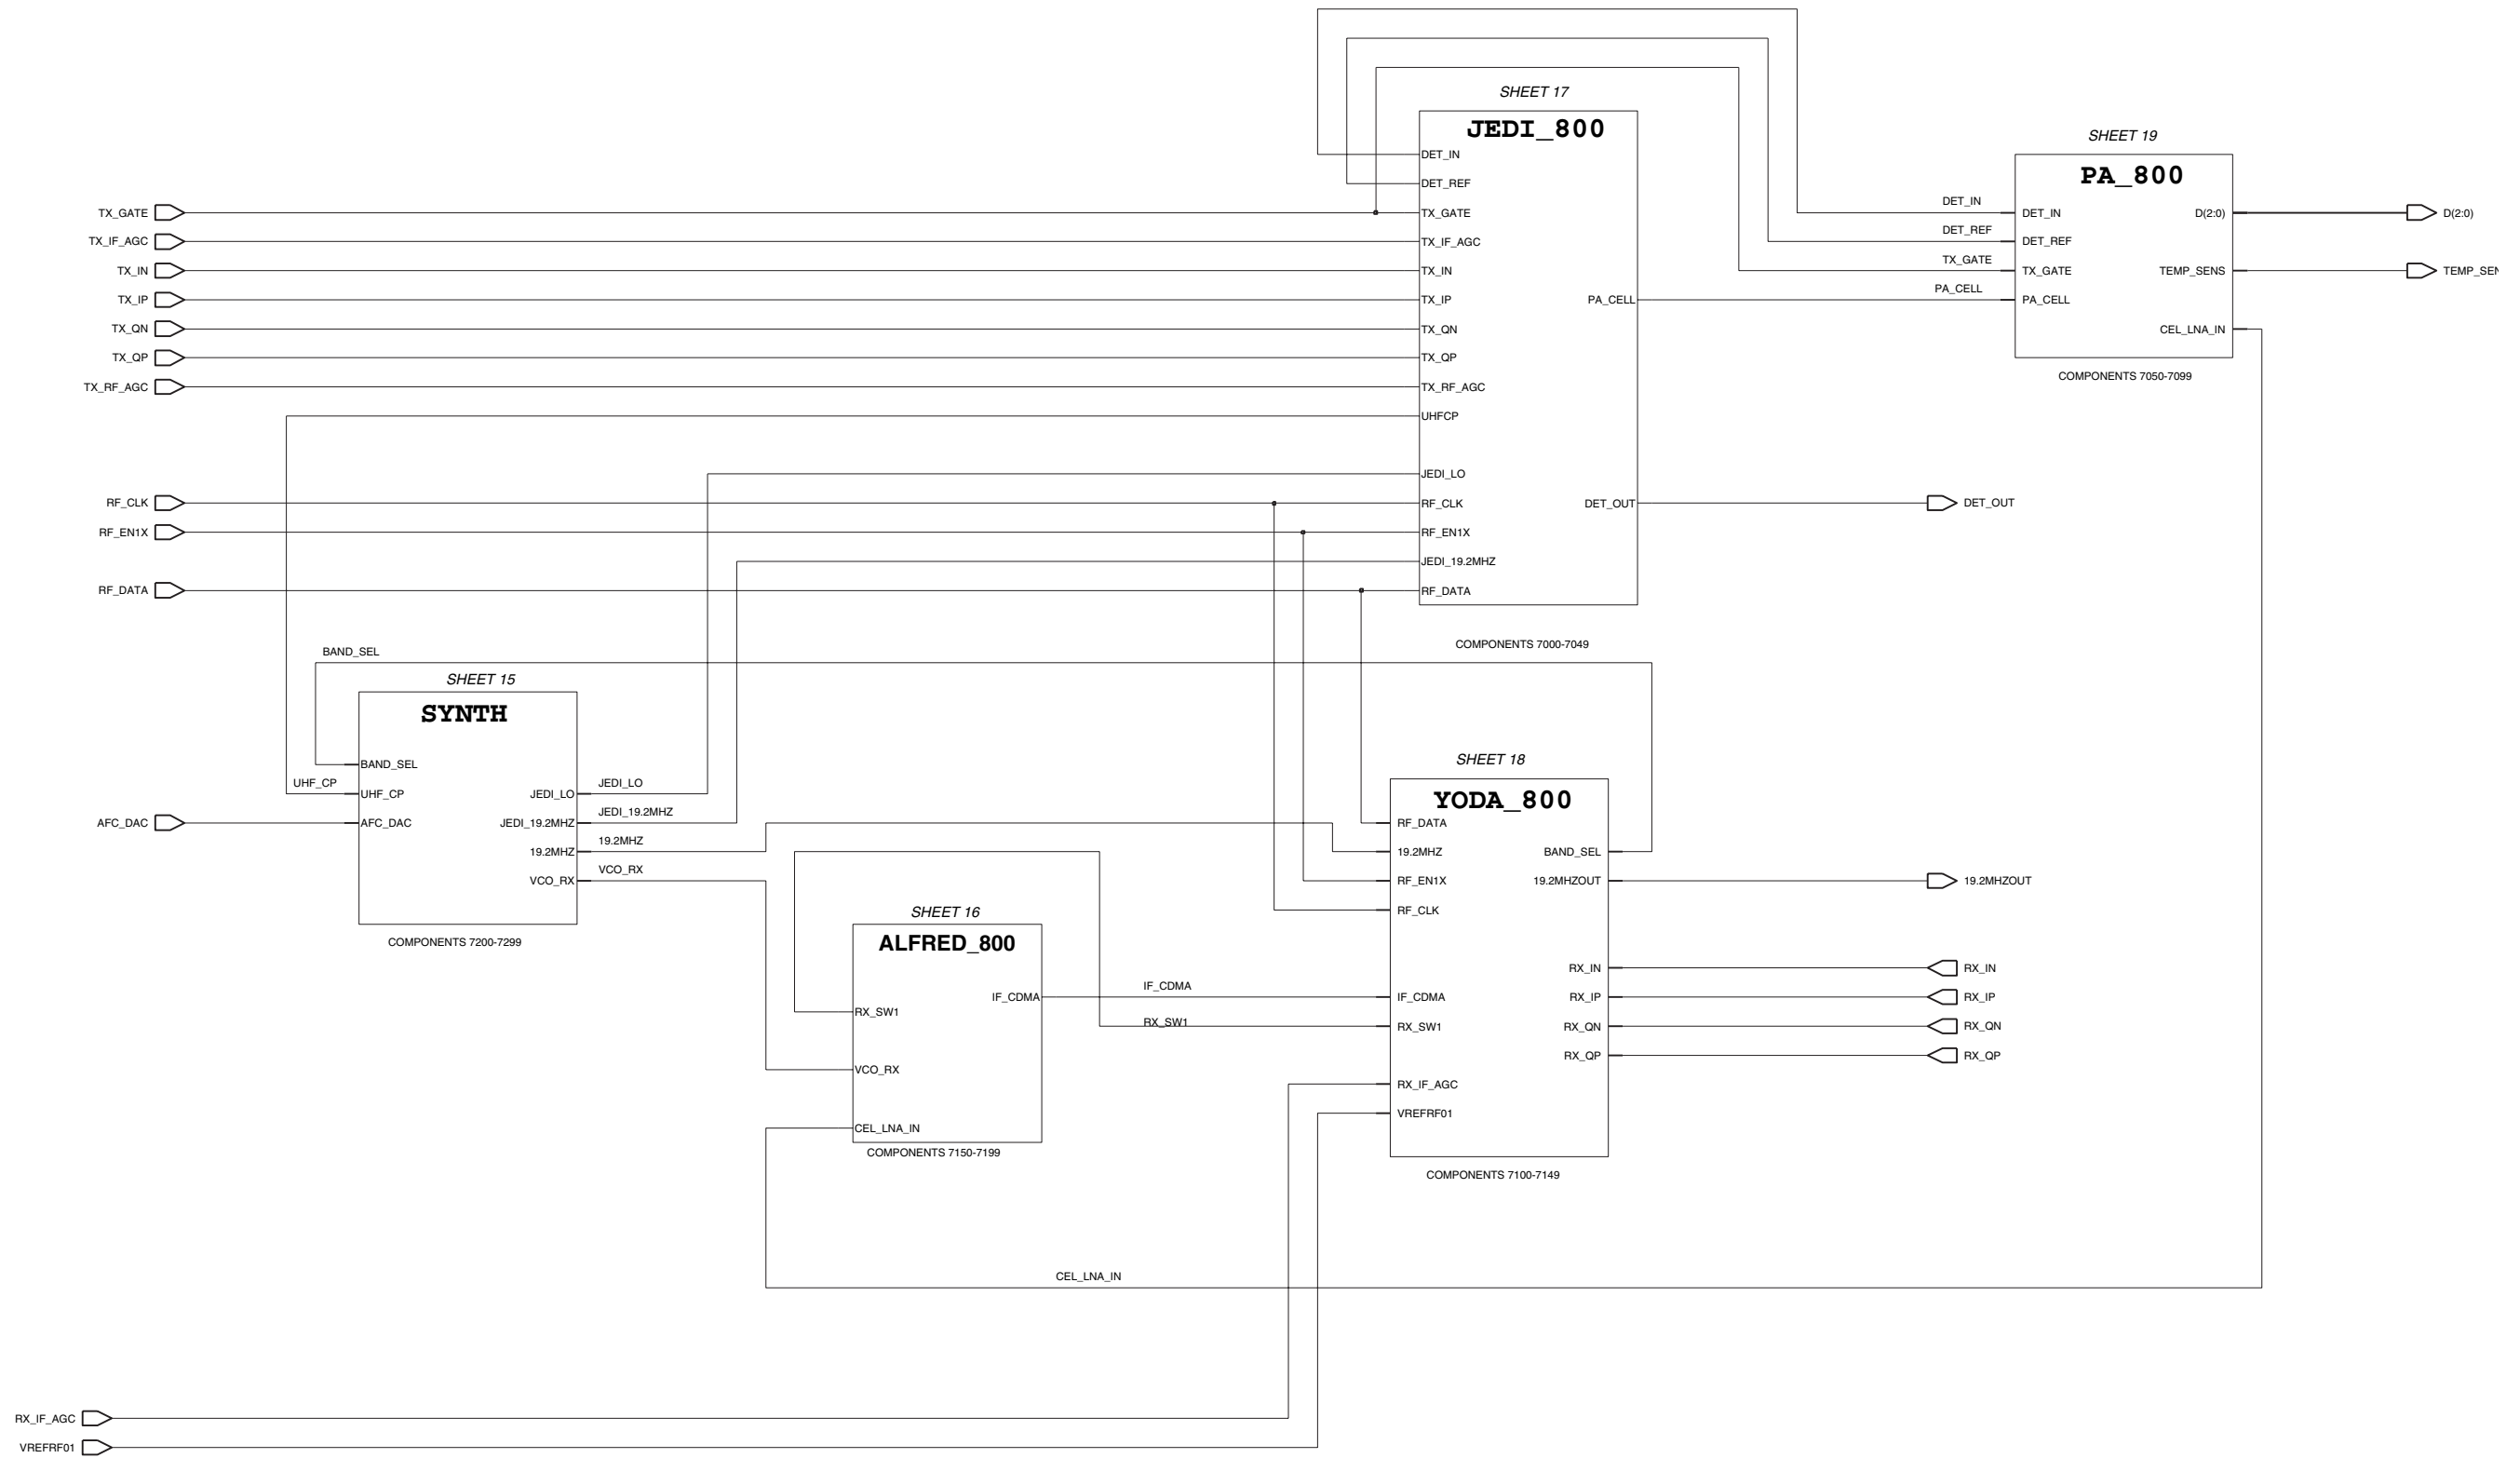 SHEET 17
JEDI_800
DET_IN
DET_REF
TX_GATE
TX_IF_AGC
TX_IN
TX_IP
TX_QN
TX_QP
TX_RF_AGC
UHFCP
JEDI_LO
RF_CLK
RF_EN1X
JEDI_19.2MHZ
RF_DATA
PA_CELL
DET_OUT
COMPONENTS 7000-7049
SHEET 19
PA_800
DET_IN
DET_REF
TX_GATE
PA_CELL
DET_IN
DET_REF
TX_GATE
PA_CELL
D(2:0)
TEMP_SENS
CEL_LNA_IN
COMPONENTS 7050-7099
D(2:0)
TEMP_SEN
DET_OUT
TX_GATE
TX_IF_AGC
TX_IN
TX_IP
TX_QN
TX_QP
TX_RF_AGC
RF_CLK
RF_EN1X
RF_DATA
BAND_SEL
SHEET 15
SYNTH
UHF_CP
AFC_DAC
BAND_SEL
UHF_CP
AFC_DAC
JEDI_LO
JEDI_19.2MHZ
19.2MHZ
VCO_RX
JEDI_LO
JEDI_19.2MHZ
19.2MHZ
VCO_RX
COMPONENTS 7200-7299
SHEET 16
ALFRED_800
RX_SW1
VCO_RX
CEL_LNA_IN
IF_CDMA
COMPONENTS 7150-7199
IF_CDMA
RX_SW1
SHEET 18
YODA_800
RF_DATA
19.2MHZ
RF_EN1X
RF_CLK
IF_CDMA
RX_SW1
RX_IF_AGC
VREFRF01
BAND_SEL
19.2MHZOUT
RX_IN
RX_IP
RX_QN
RX_QP
COMPONENTS 7100-7149
19.2MHZOUT
RX_IN
RX_IP
RX_QN
RX_QP
CEL_LNA_IN
RX_IF_AGC
VREFRF01